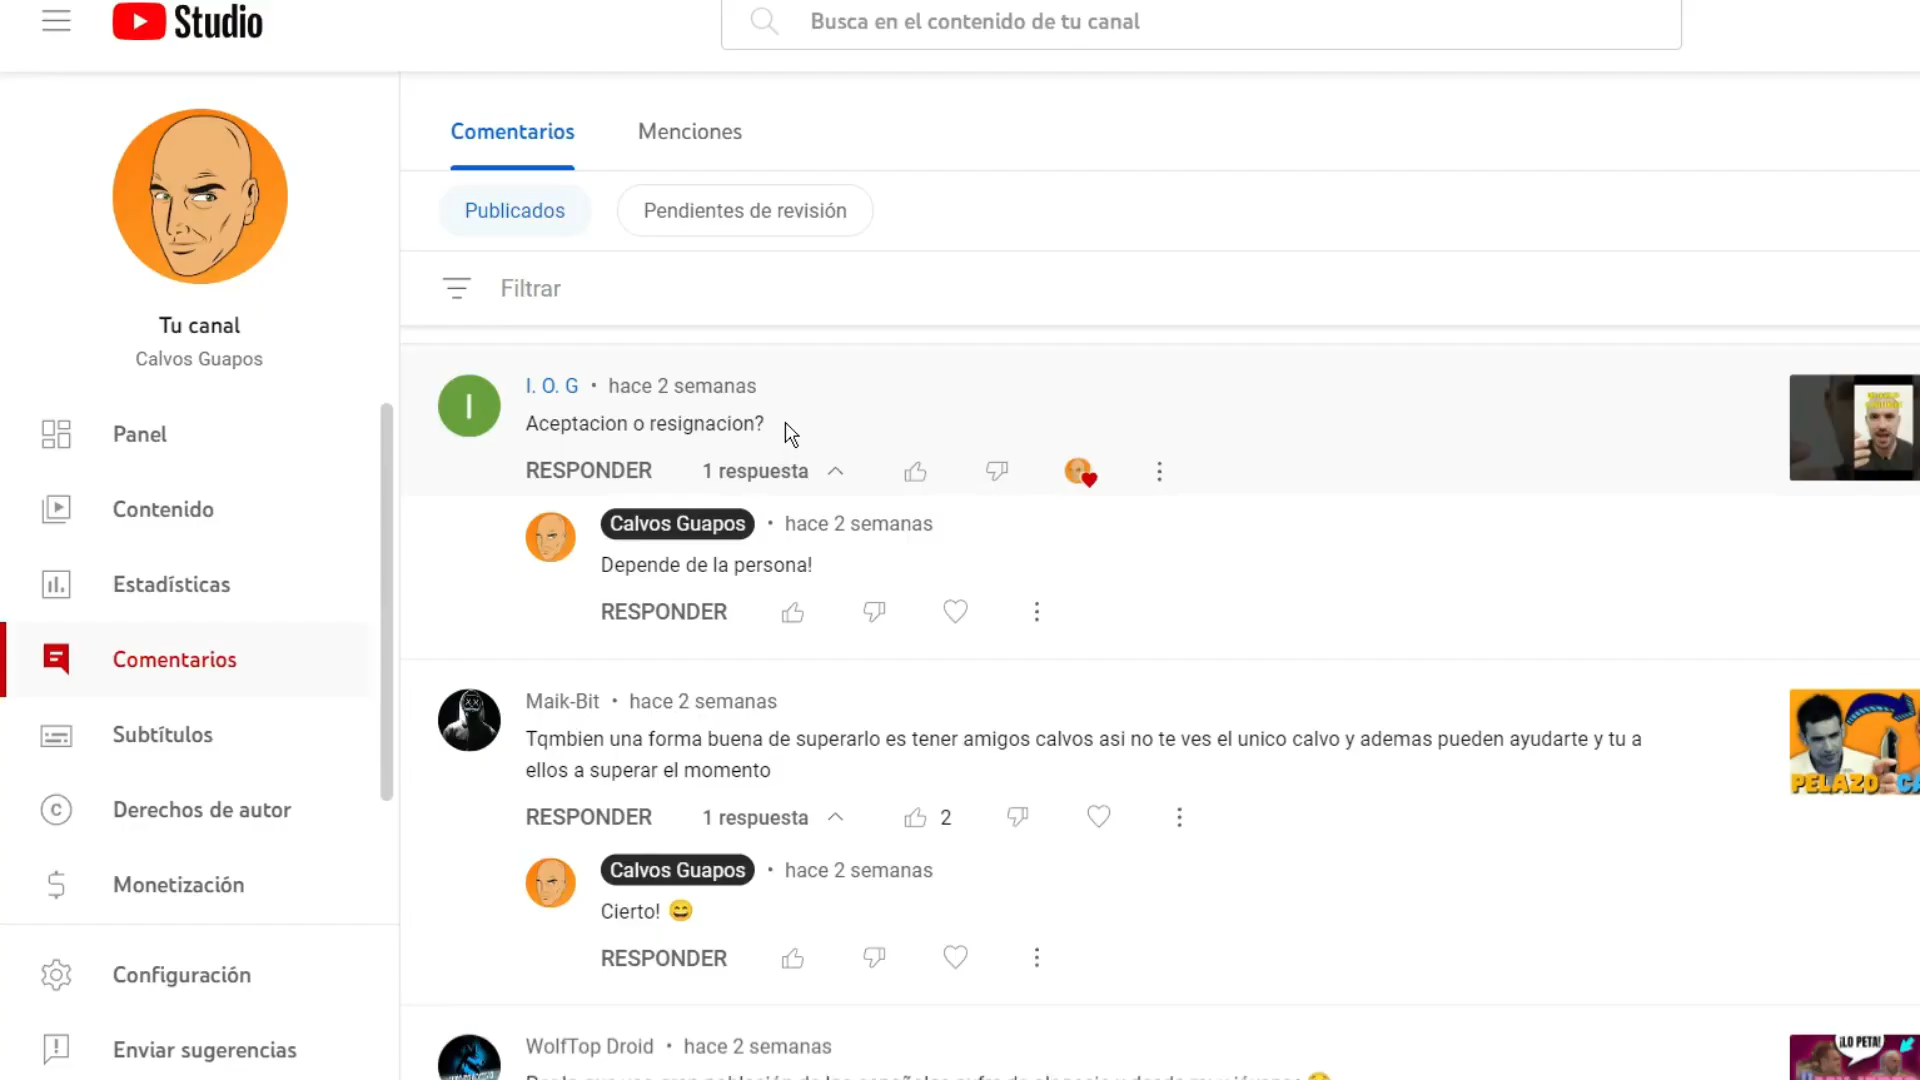 Studio
Busca en el contenido de tu canal
Tu canal
Calvos Guapos
Panel
Contenido
Estadísticas
Comentarios
Subtítulos
Derechos de autor
Monetización
Configuración
Enviar sugerencias
Comentarios Menciones
Publicados Pendientes de revisión
Filtrar
I
I. O. G • hace 2 semanas
Aceptacion o resignacion?
RESPONDER 1 respuesta
Calvos Guapos • hace 2 semanas
Depende de la persona!
RESPONDER
Maik-Bit • hace 2 semanas
Tqmbien una forma buena de superarlo es tener amigos calvos asi no te ves el unico calvo y ademas pueden ayudarte y tu a
ellos a superar el momento
RESPONDER 1 respuesta 2
PELAZO CA
Calvos Guapos • hace 2 semanas
Cierto! 😄
RESPONDER
WolfTop Droid • hace 2 semanas
¡LO PETA!